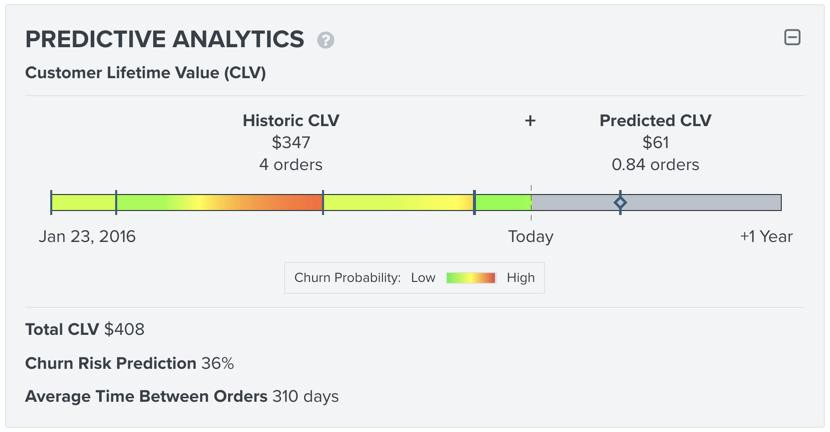 PREDICTIVE ANALYTICS ?
Customer Lifetime Value (CLV)
Historic CLV + Predicted CLV
$347 $61
4 orders 0.84 orders
Jan 23, 2016 Today +1 Year
Churn Probability: Low High
Total CLV $408
Churn Risk Prediction 36%
Average Time Between Orders 310 days